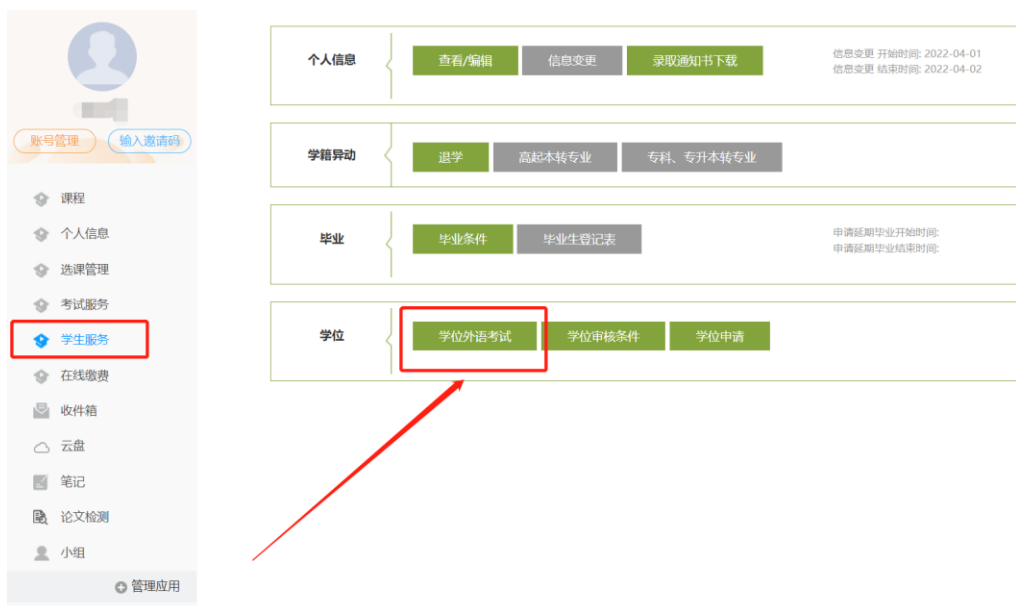 账号管理
输入邀请码
课程
个人信息
选课管理
考试服务
学生服务
在线缴费
收件箱
云盘
笔记
论文检测
小组
管理应用
个人信息
查看/编辑
信息变更
录取通知书下载
信息变更 开始时间: 2022-04-01
信息变更 结束时间: 2022-04-02
学籍异动
退学
高起本转专业
专科、专升本转专业
毕业
毕业条件
毕业生登记表
申请延期毕业开始时间:
申请延期毕业结束时间:
学位
学位外语考试
学位审核条件
学位申请